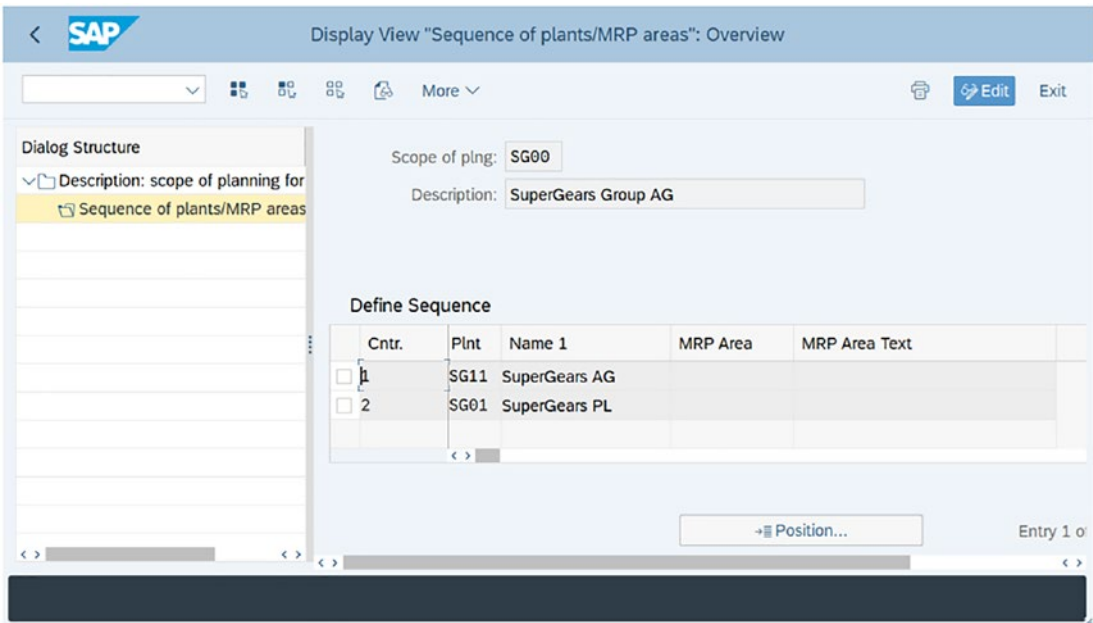 SAP
Display View "Sequence of plants/MRP areas": Overview
More
Edit
Exit
Dialog Structure
Description: scope of planning for
Sequence of plants/MRP areas
Scope of plng: SG00
Description: SuperGears Group AG
Define Sequence
Cntr. Plnt Name 1 MRP Area MRP Area Text
1 SG11 SuperGears AG
2 SG01 SuperGears PL
Position...
Entry 1 of